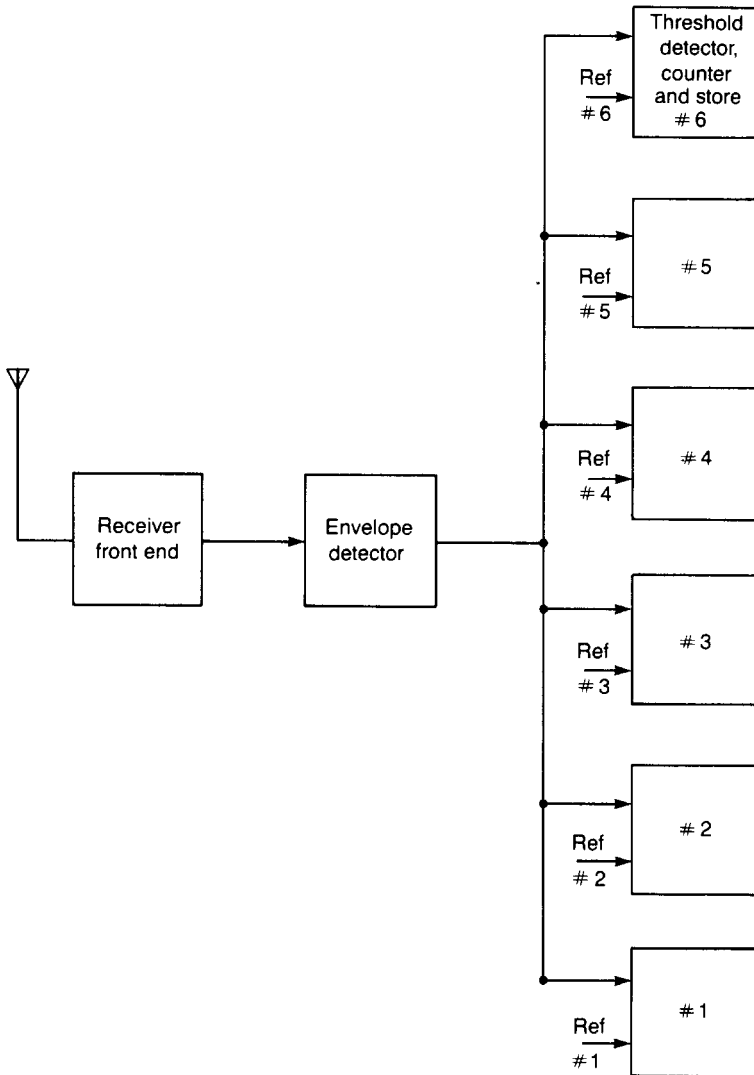 Threshold
detector,
counter
and store
# 6
Ref
# 6
# 5
Ref
# 5
# 4
Ref
# 4
Receiver
front end
Envelope
detector
# 3
Ref
# 3
# 2
Ref
# 2
# 1
Ref
# 1